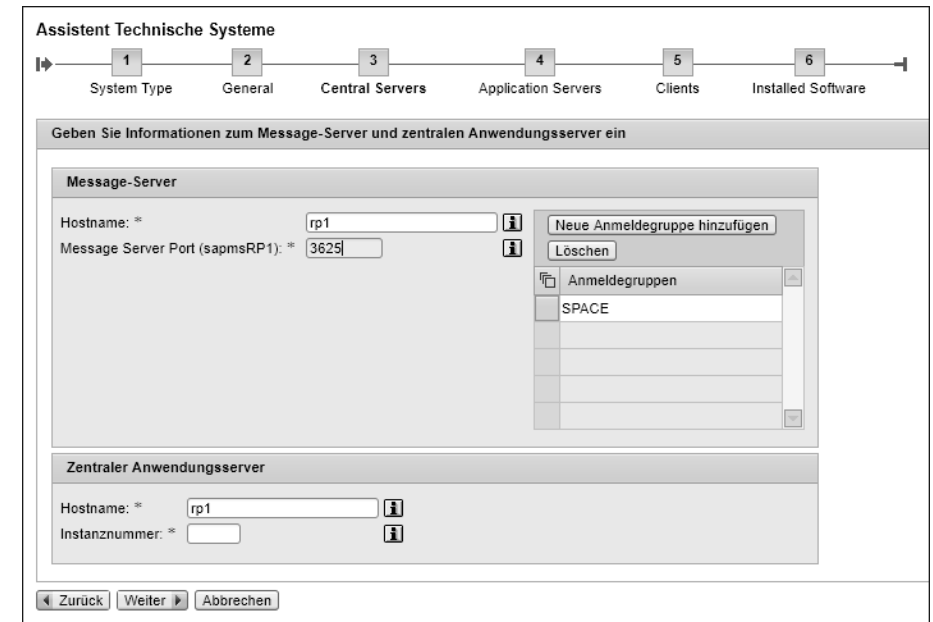 Assistent Technische Systeme
1 2 3 4 5 6
System Type General Central Servers Application Servers Clients Installed Software
Geben Sie Informationen zum Message-Server und zentralen Anwendungsserver ein
Message-Server
Hostname: * rp1
Message Server Port (sapmsRP1): * 3625
Neue Anmeldegruppe hinzufügen
Löschen
Anmeldegruppen
SPACE
Zentraler Anwendungsserver
Hostname: * rp1
Instanznummer: *
Zurück Weiter Abbrechen